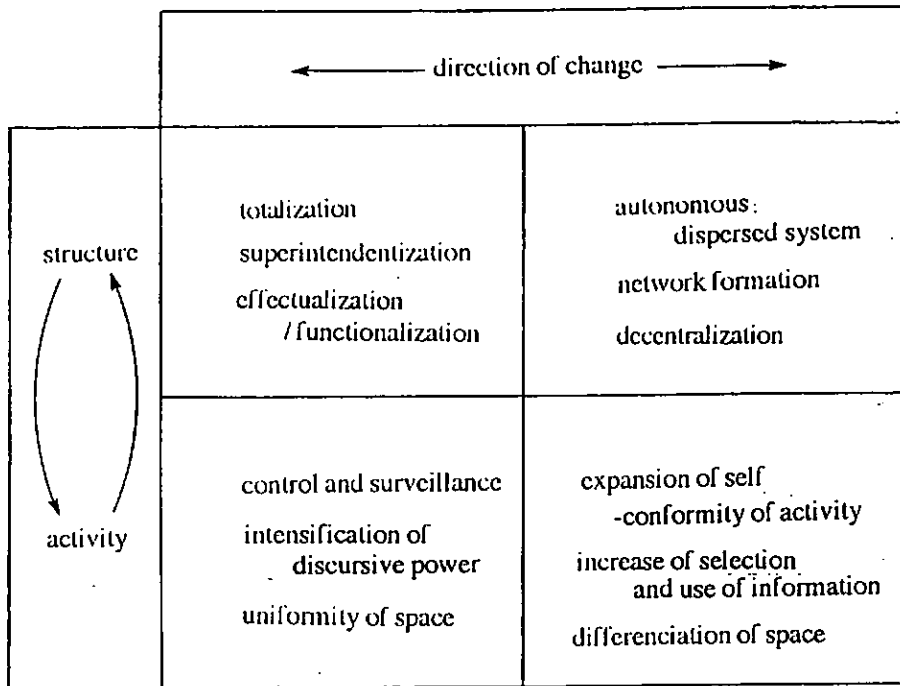 direction of change
structure
activity
totalization
superintendentization
effectualization
/ functionalization
autonomous
dispersed system
network formation
decentralization
control and surveillance
intensification of
discursive power
uniformity of space
expansion of self
-conformity of activity
increase of selection
and use of information
differenciation of space